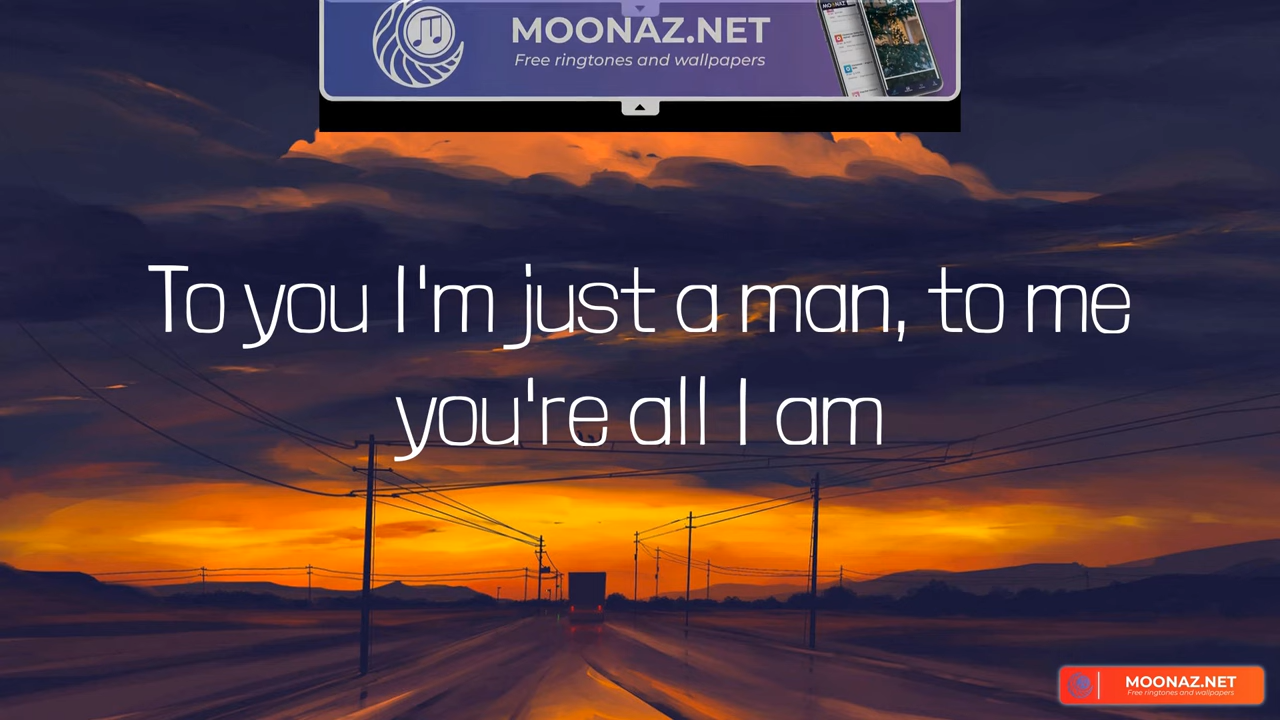 MOONAZ.NET
Free ringtones and wallpapers
To you I'm just a man, to me
you're all I am
MOONAZ.NET
Free ringtones and wallpapers